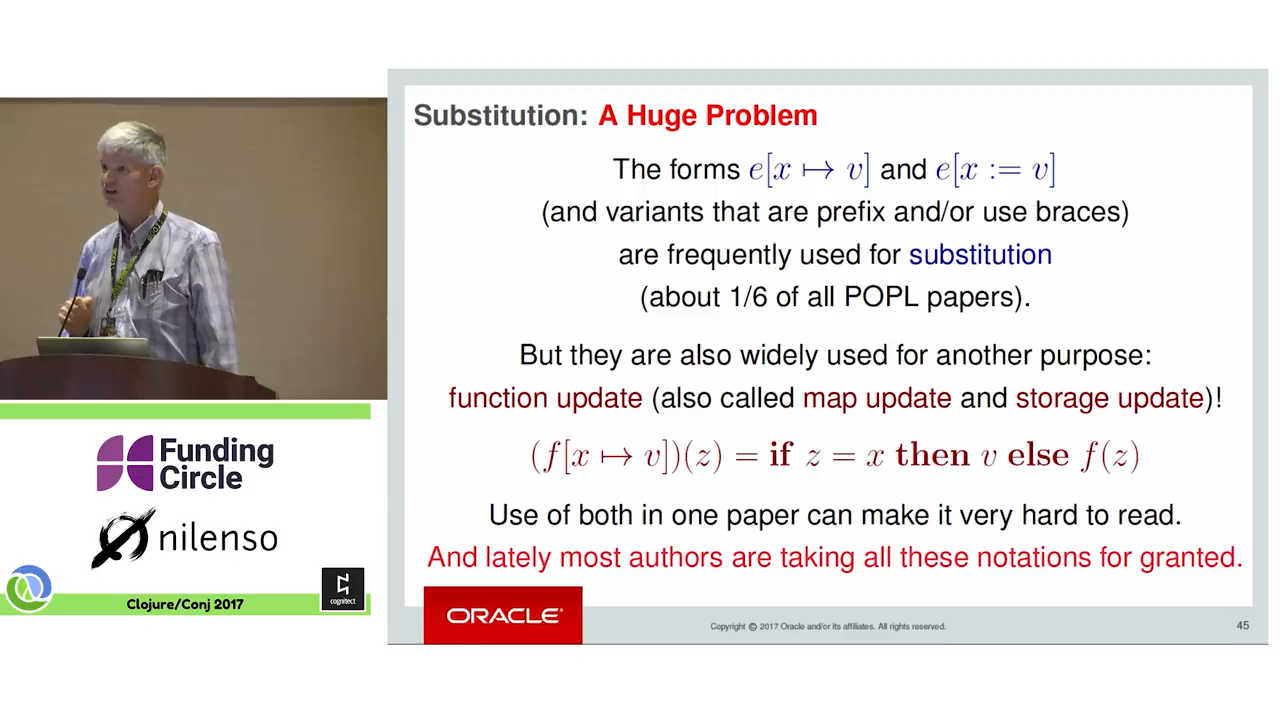 Substitution: A Huge Problem
The forms e[x ↦ v] and e[x := v]
(and variants that are prefix and/or use braces)
are frequently used for substitution
(about 1/6 of all POPL papers).
But they are also widely used for another purpose:
function update (also called map update and storage update)!
(f[x ↦ v])(z) = if z = x then v else f(z)
Use of both in one paper can make it very hard to read.
And lately most authors are taking all these notations for granted.
ORACLE
Copyright © 2017 Oracle and/or its affiliates. All rights reserved.
45
Funding
Circle
nilenso
Clojure/Conj 2017
cognitect